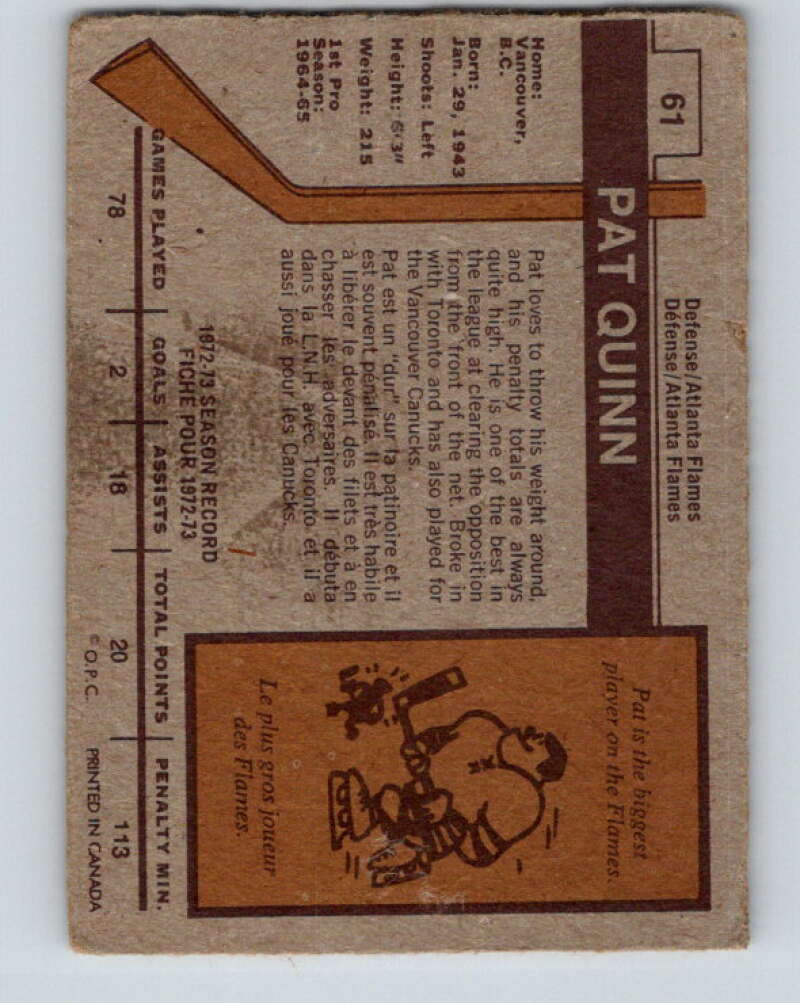 61
Defense/Atlanta Flames
Défense/Atlanta Flames
PAT QUINN
Home:
Vancouver,
B.C.
Born:
Jan. 29, 1943
Shoots: Left
Height: 6'3"
Weight: 215
1st Pro
Season:
1964-65
Pat loves to throw his weight around,
and his penalty totals are always
quite high. He is one of the best in
the league at clearing the opposition
from the front of the net. Broke in
with Toronto and has also played for
the Vancouver Canucks.
Pat est un "dur" sur la patinoire et il
est souvent pénalisé. Il est très habile
à libérer le devant des filets et à en
chasser les adversaires. Il débuta
dans la L.N.H. avec Toronto et il a
aussi joué pour les Canucks.
Pat is the biggest
player on the Flames.
Le plus gros joueur
des Flames.
1972-73 SEASON RECORD
FICHE POUR 1972-73
GAMES PLAYED GOALS ASSISTS TOTAL POINTS PENALTY MIN.
78 2 18 20 113
© O.P.C. PRINTED IN CANADA